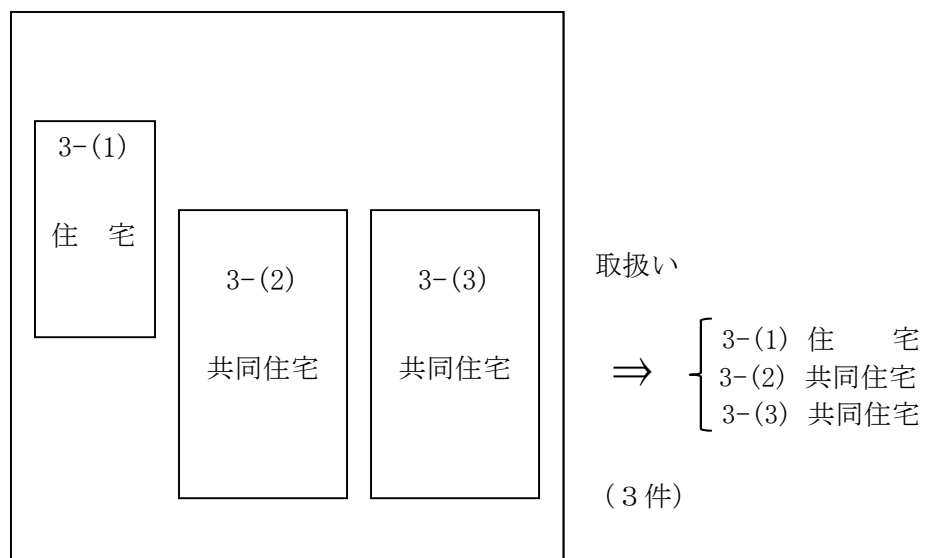 3-(1)
住　宅
3-(2)
共同住宅
3-(3)
共同住宅
取扱い
⇒
3-(1) 住　　宅
3-(2) 共同住宅
3-(3) 共同住宅
(３件)